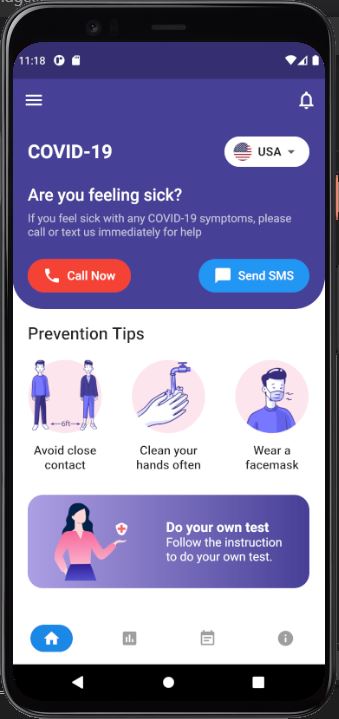 11:18
COVID-19
USA
Are you feeling sick?
If you feel sick with any COVID-19 symptoms, please
call or text us immediately for help
Call Now
Send SMS
Prevention Tips
6ft
Avoid close
contact
Clean your
hands often
Wear a
facemask
Do your own test
Follow the instruction
to do your own test.